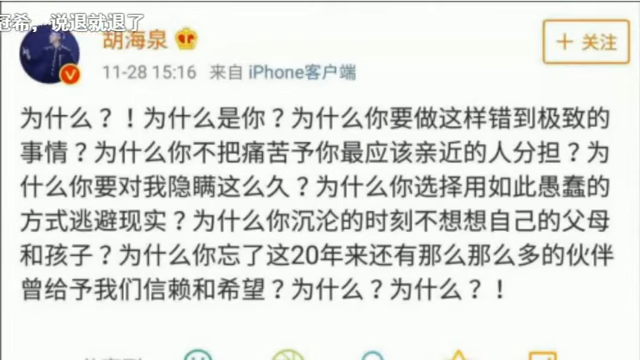 冠希，说退就退了
胡海泉
+ 关注
11-28 15:16 来自 iPhone客户端
为什么？！为什么是你？为什么你要做这样错到极致的
事情？为什么你不把痛苦予你最应该亲近的人分担？为
什么你要对我隐瞒这么久？为什么你选择用如此愚蠢的
方式逃避现实？为什么你沉沦的时刻不想想自己的父母
和孩子？为什么你忘了这20年来还有那么那么多的伙伴
曾给予我们信赖和希望？为什么？为什么？！